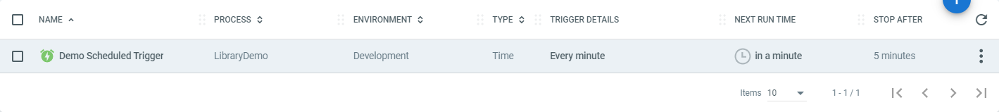 NAME PROCESS ENVIRONMENT TYPE TRIGGER DETAILS NEXT RUN TIME STOP AFTER
Demo Scheduled Trigger LibraryDemo Development Time Every minute in a minute 5 minutes
Items 10 1 - 1 / 1